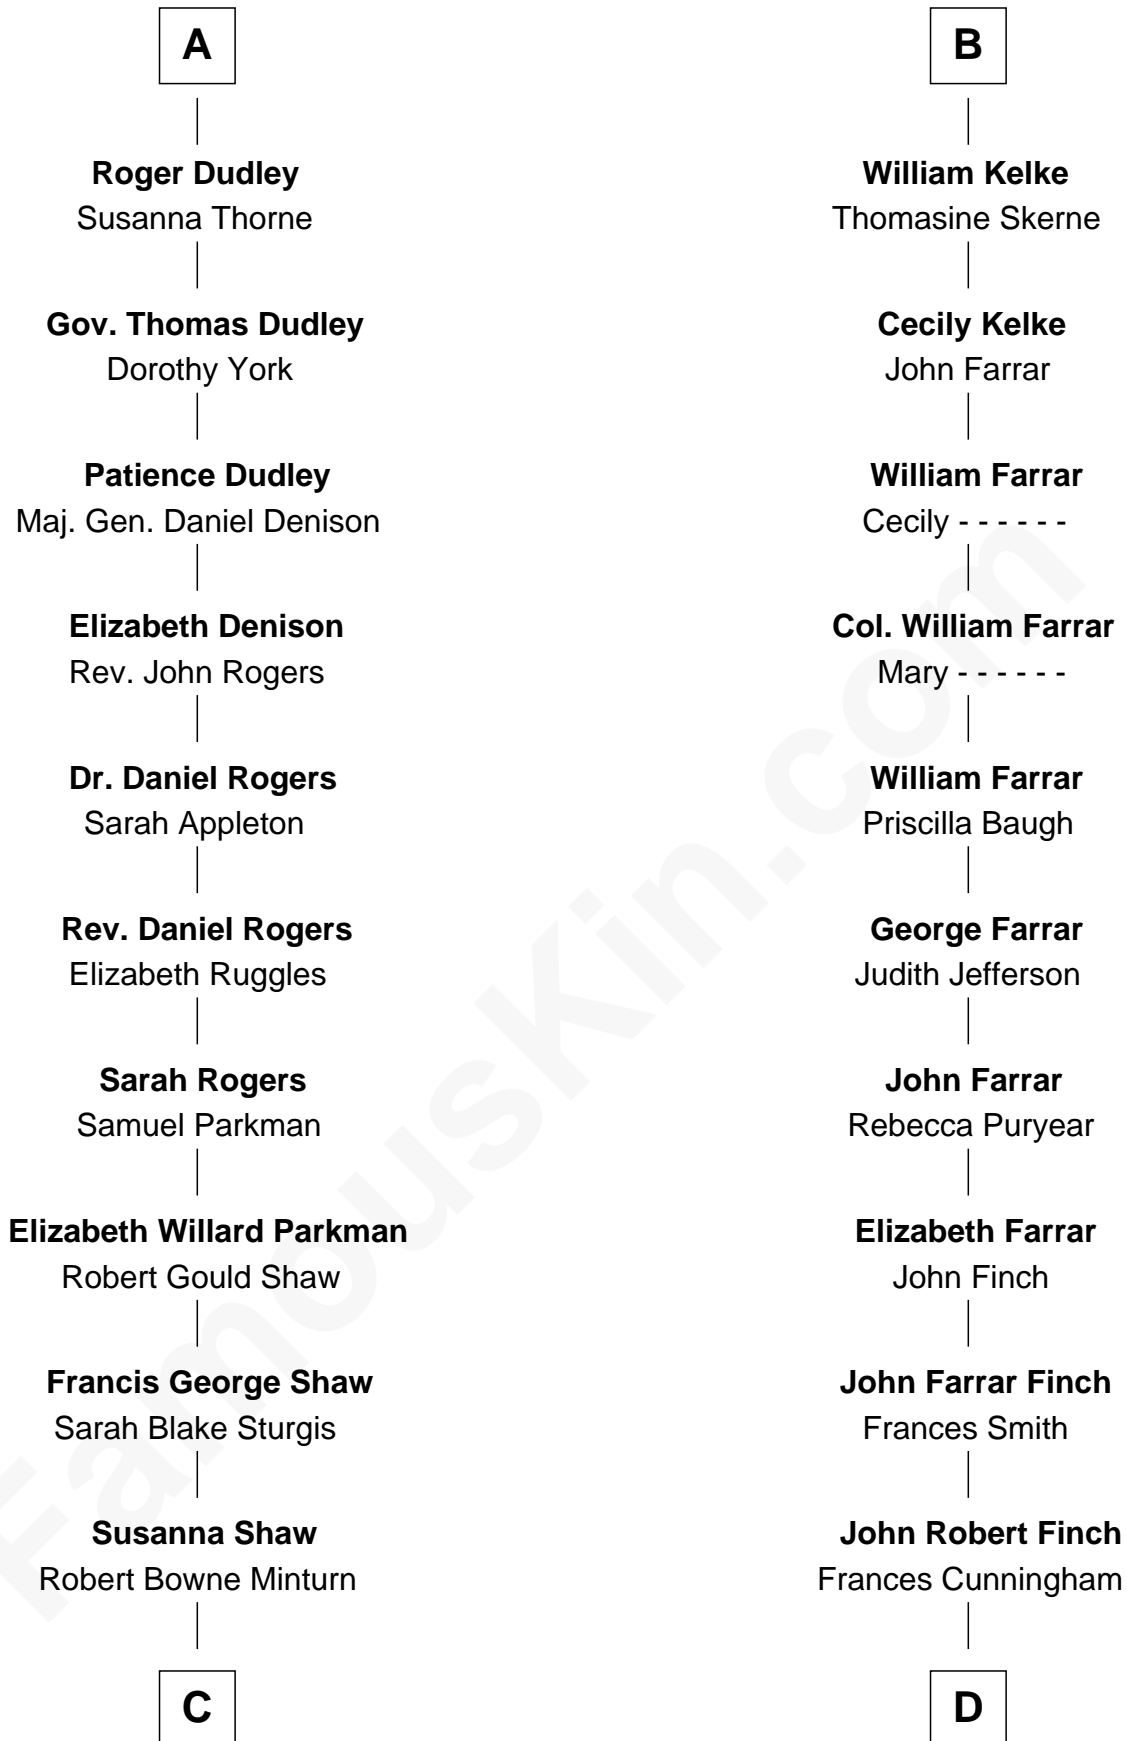 A
Roger Dudley
Susanna Thorne
Gov. Thomas Dudley
Dorothy York
Patience Dudley
Maj. Gen. Daniel Denison
Elizabeth Denison
Rev. John Rogers
Dr. Daniel Rogers
Sarah Appleton
Rev. Daniel Rogers
Elizabeth Ruggles
Sarah Rogers
Samuel Parkman
Elizabeth Willard Parkman
Robert Gould Shaw
Francis George Shaw
Sarah Blake Sturgis
Susanna Shaw
Robert Bowne Minturn
C
B
William Kelke
Thomasine Skerne
Cecily Kelke
John Farrar
William Farrar
Cecily - - - - - -
Col. William Farrar
Mary - - - - - -
William Farrar
Priscilla Baugh
George Farrar
Judith Jefferson
John Farrar
Rebecca Puryear
Elizabeth Farrar
John Finch
John Farrar Finch
Frances Smith
John Robert Finch
Frances Cunningham
D
FamousKin.com